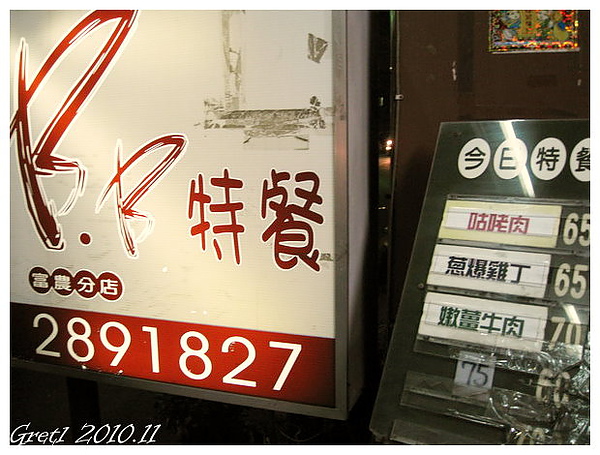 B.B 特餐
富農分店
2891827
今日特餐
咕咾肉 65
蔥爆雞丁 65
嫩薑牛肉 70
75
Gretl 2010.11